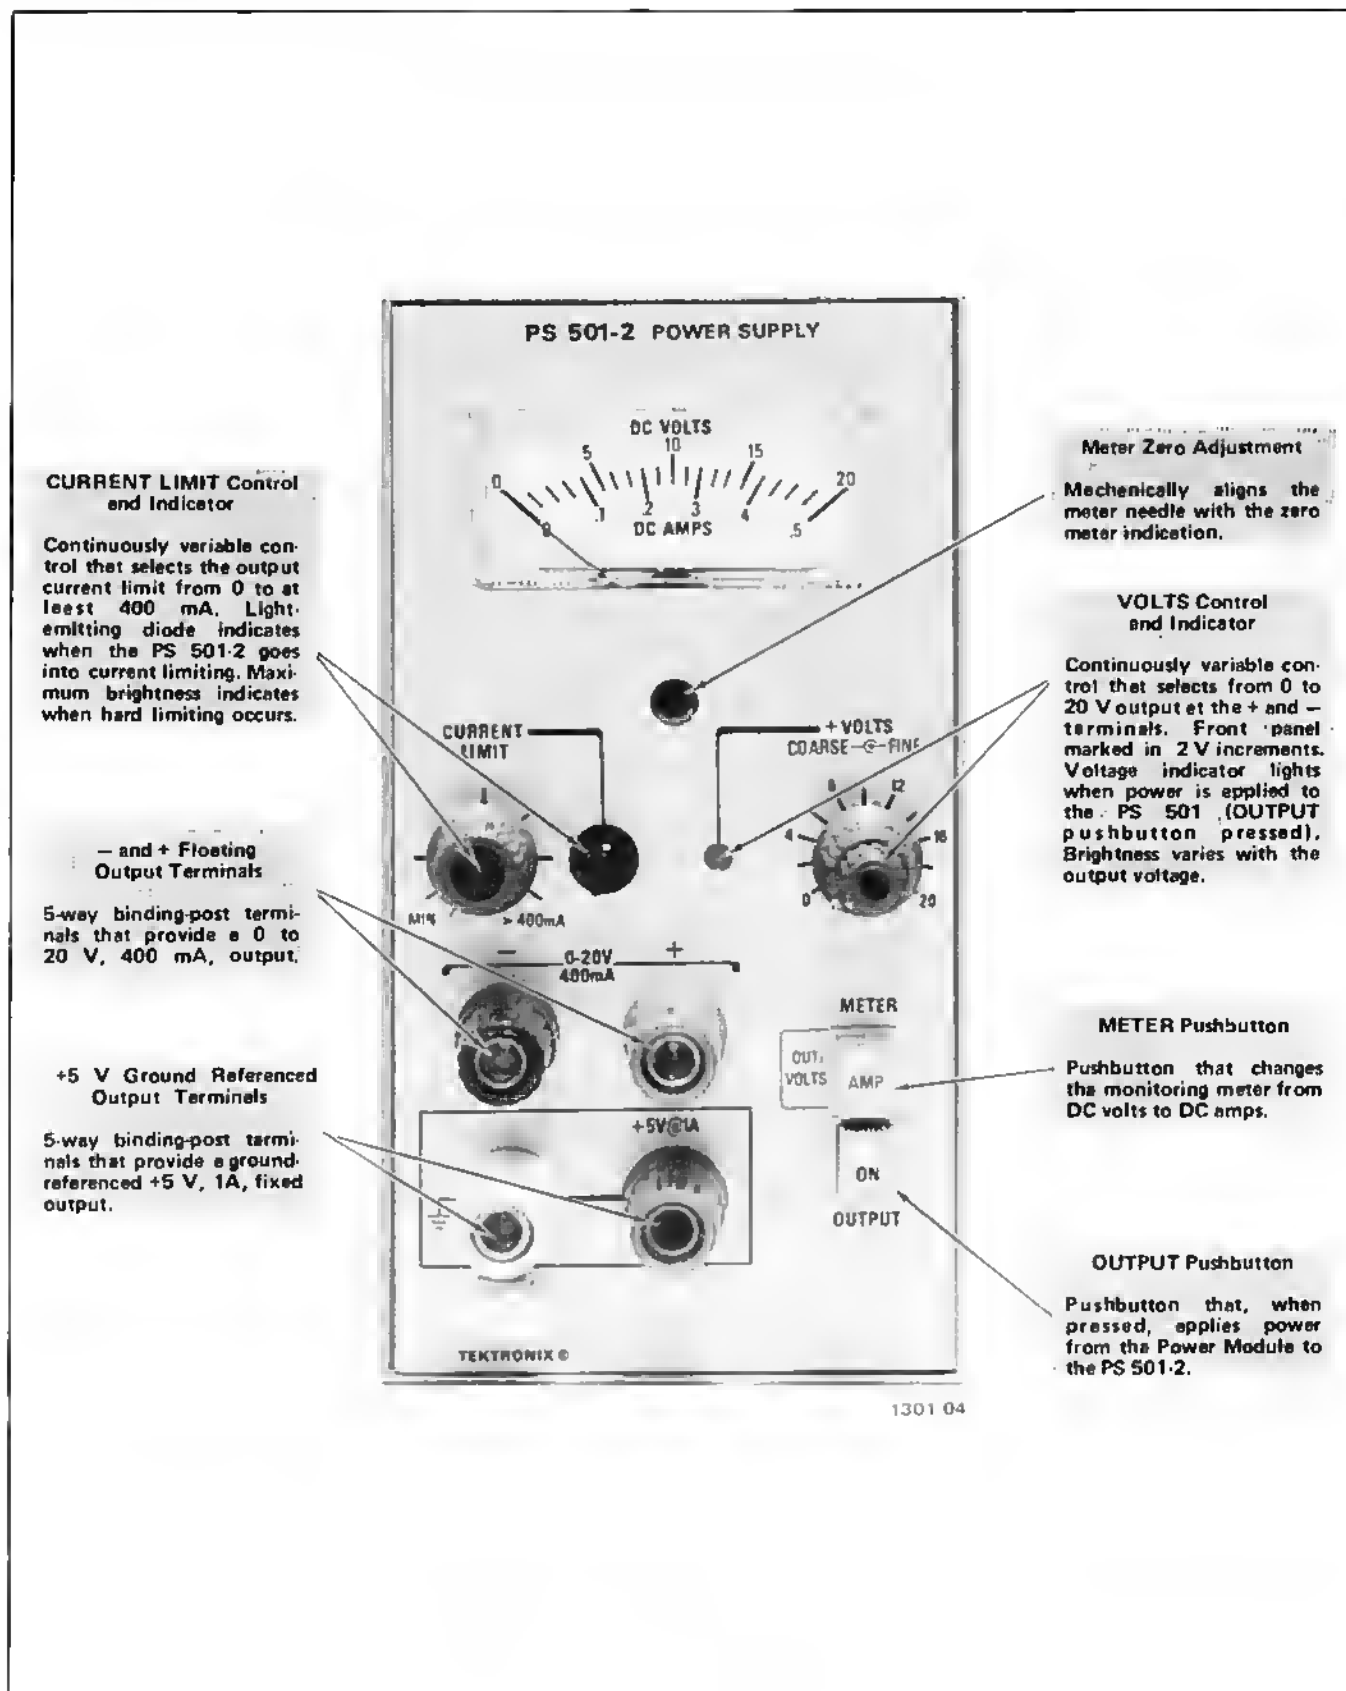 PS 501-2 POWER SUPPLY
DC VOLTS
0 5 10 15 20
0 .1 .2 .3 .4 .5
DC AMPS
CURRENT LIMIT Control
and Indicator
Continuously variable con-
trol that selects the output
current limit from 0 to at
least 400 mA. Light-
emitting diode indicates
when the PS 501-2 goes
into current limiting. Maxi-
mum brightness indicates
when hard limiting occurs.
— and + Floating
Output Terminals
5-way binding-post termi-
nals that provide a 0 to
20 V, 400 mA, output.
+5 V Ground Referenced
Output Terminals
5-way binding-post termi-
nals that provide a ground-
referenced +5 V, 1A, fixed
output.
CURRENT
LIMIT
MIN
> 400mA
+ VOLTS
COARSE FINE
0 4 8 12 16 20
— 0-20V +
400mA
METER
OUT.
VOLTS
AMP
ON
OUTPUT
+5V@1A
TEKTRONIX ®
1301 04
Meter Zero Adjustment
Mechanically aligns the
meter needle with the zero
meter indication.
VOLTS Control
and Indicator
Continuously variable con-
trol that selects from 0 to
20 V output at the + and —
terminals. Front panel
marked in 2 V increments.
Voltage indicator lights
when power is applied to
the PS 501 (OUTPUT
pushbutton pressed).
Brightness varies with the
output voltage.
METER Pushbutton
Pushbutton that changes
the monitoring meter from
DC volts to DC amps.
OUTPUT Pushbutton
Pushbutton that, when
pressed, applies power
from the Power Module to
the PS 501-2.